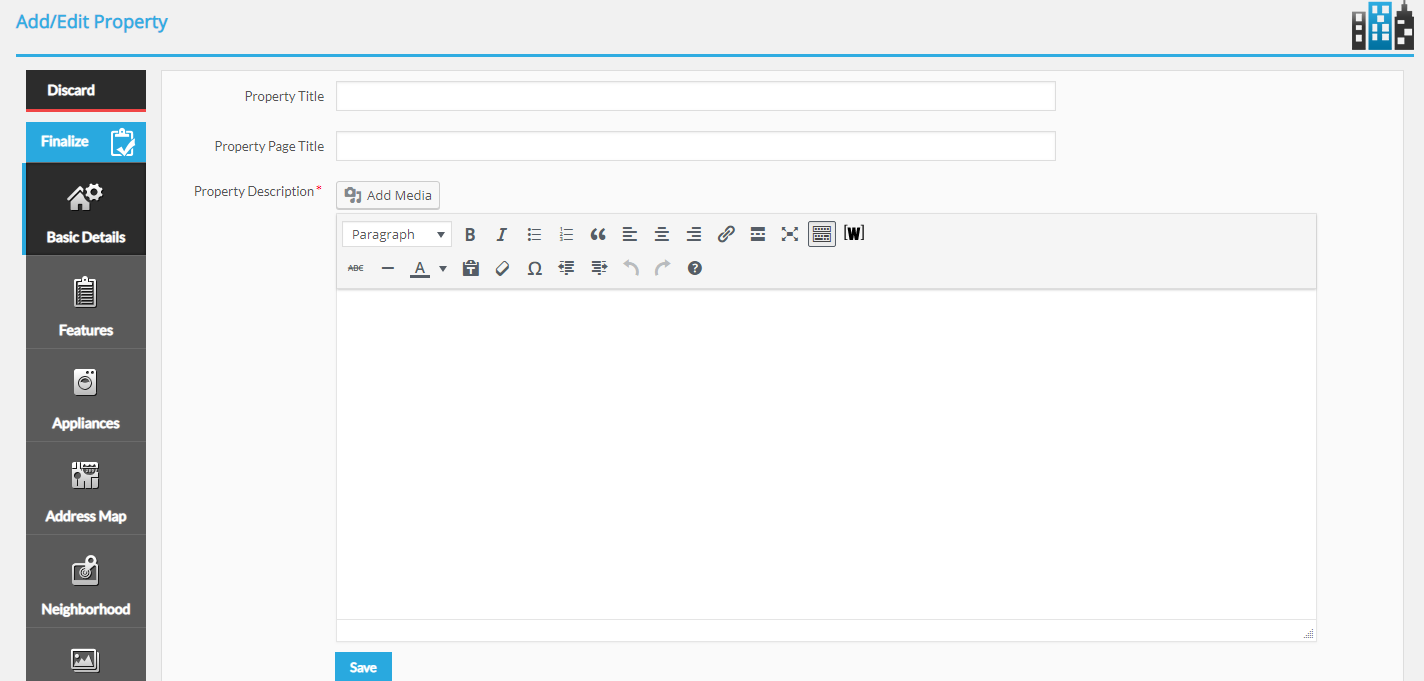 Add/Edit Property
Discard
Finalize
Basic Details
Features
Appliances
Address Map
Neighborhood
Property Title
Property Page Title
Property Description *
Add Media
Paragraph
B I “ [W]
ABC A T Ω ?
Save